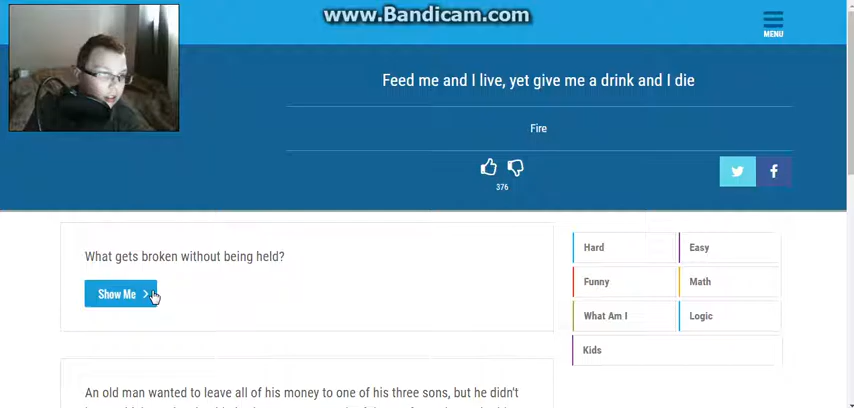 www.Bandicam.com
MENU
Feed me and I live, yet give me a drink and I die
Fire
376
What gets broken without being held?
Show Me
Hard
Easy
Funny
Math
What Am I
Logic
Kids
An old man wanted to leave all of his money to one of his three sons, but he didn't